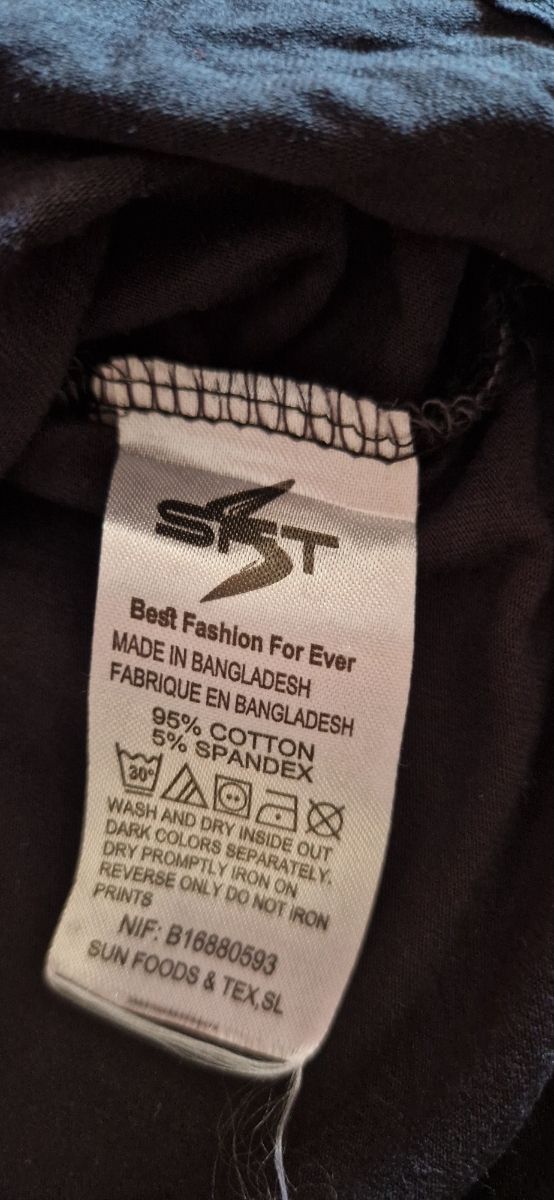 SKST
Best Fashion For Ever
MADE IN BANGLADESH
FABRIQUE EN BANGLADESH
95% COTTON
5% SPANDEX
30°
WASH AND DRY INSIDE OUT
DARK COLORS SEPARATELY.
DRY PROMPTLY IRON ON
REVERSE ONLY DO NOT IRON
PRINTS
NIF: B16880593
SUN FOODS & TEX,SL